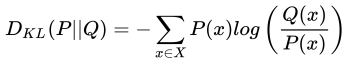 D_{KL}(P||Q) = -\sum_{x \in X} P(x) log\left(\frac{Q(x)}{P(x)}\right)